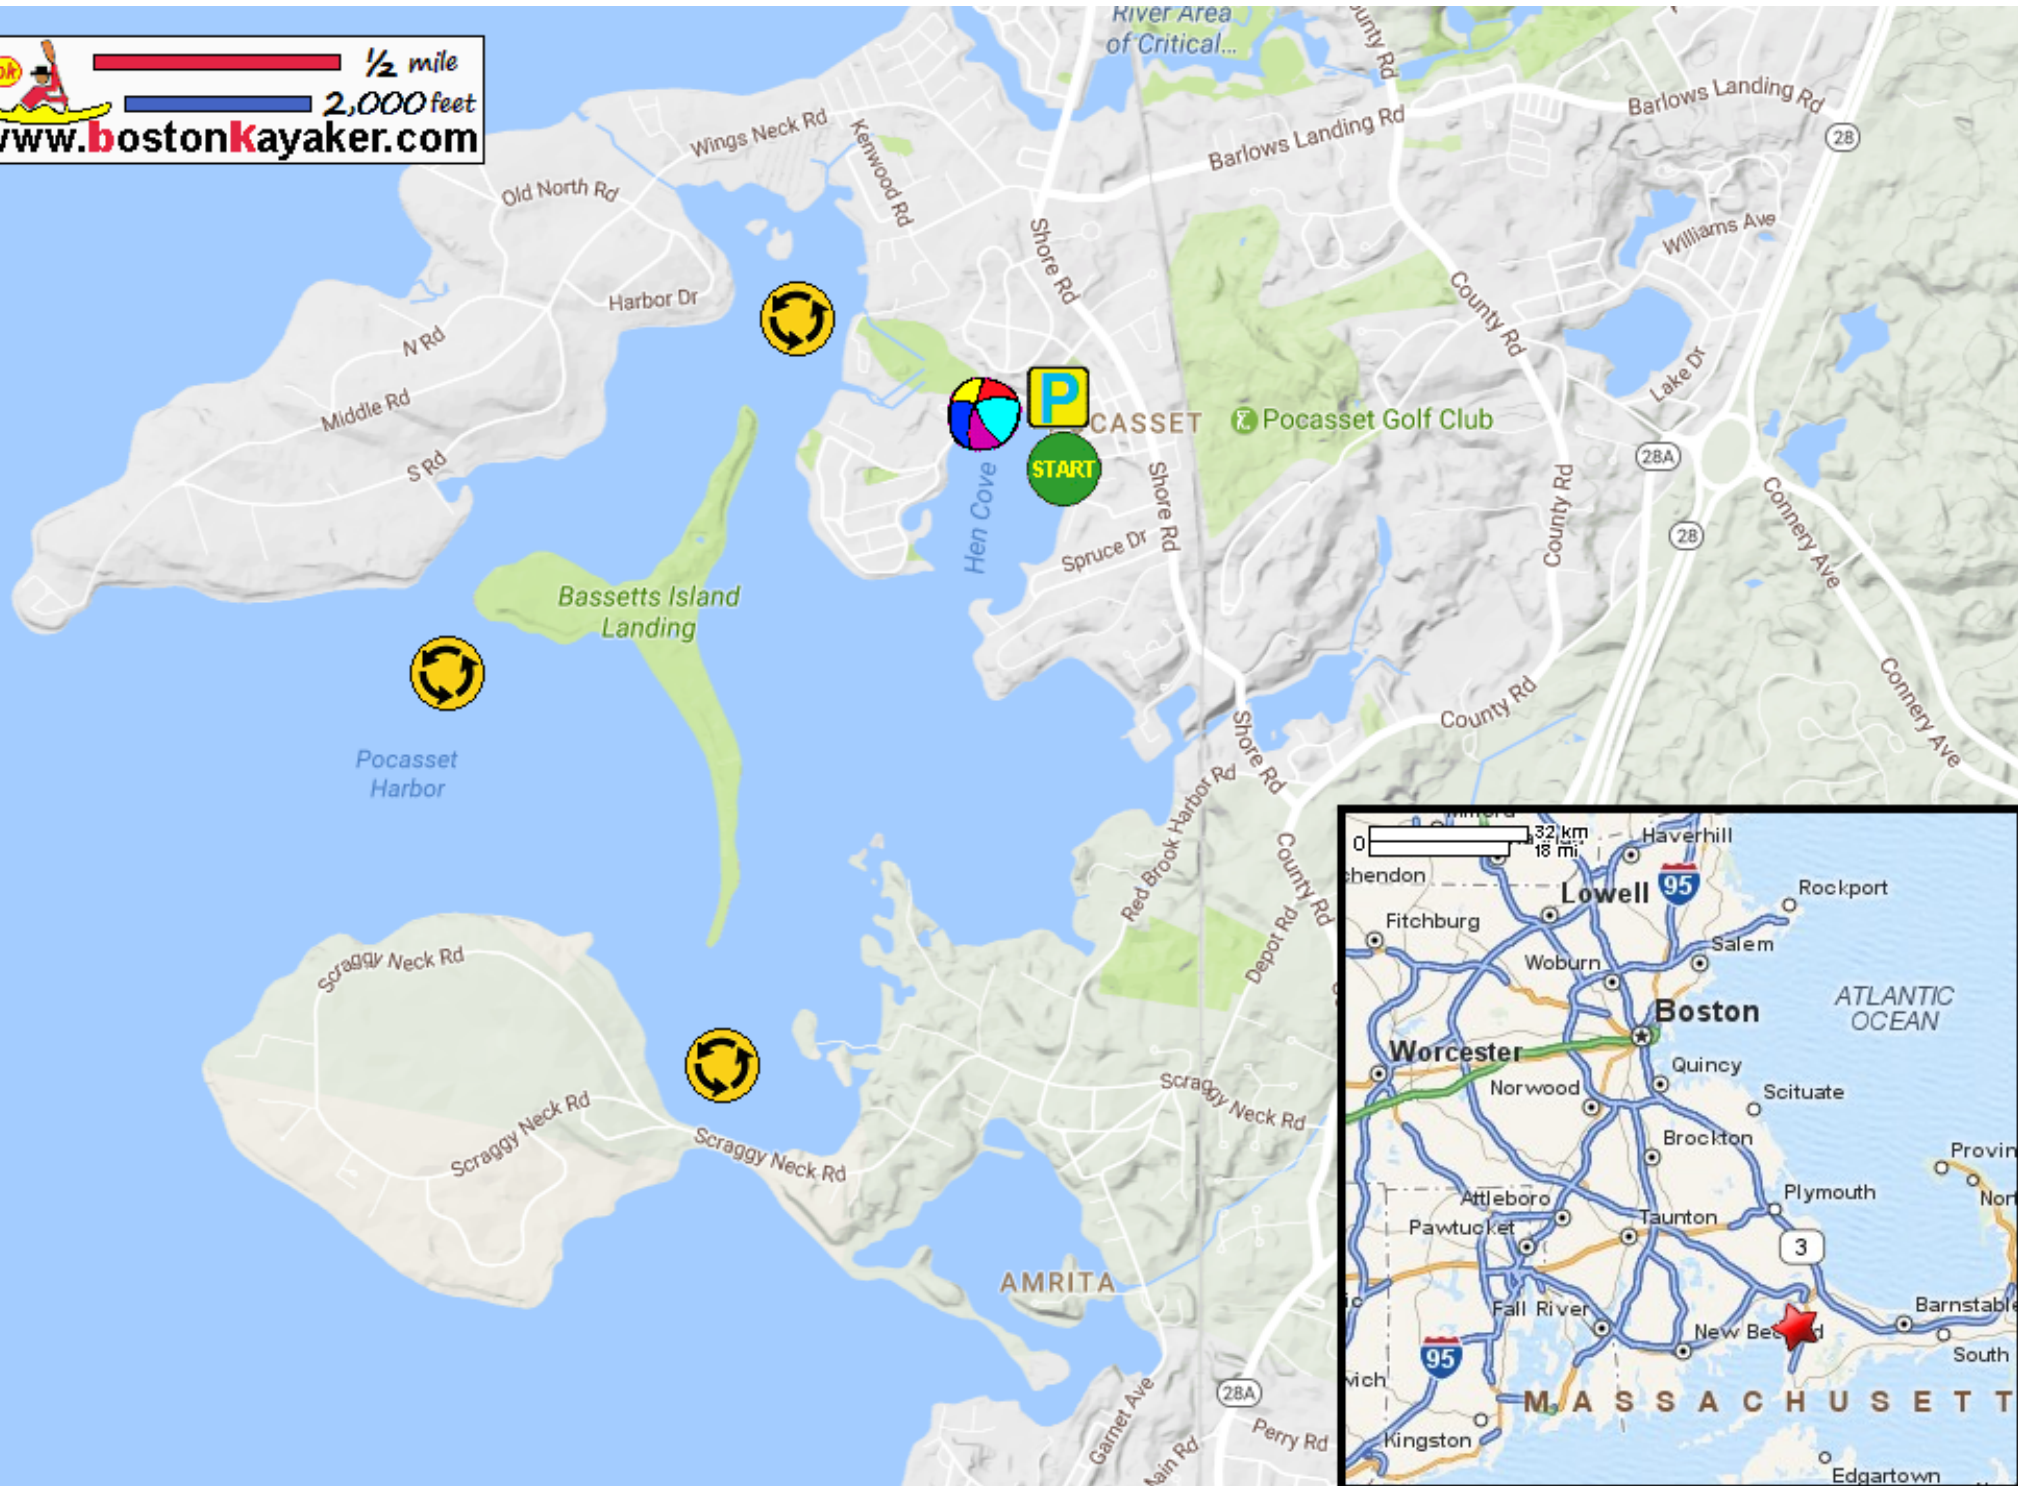 ½ mile
2,000 feet
www.bostonkayaker.com
River Area
of Critical...
County Rd
Barlows Landing Rd
Barlows Landing Rd
28
Wings Neck Rd
Kenwood Rd
Old North Rd
Shore Rd
Williams Ave
Harbor Dr
N Rd
County Rd
Middle Rd
Lake Dr
P
Pocasset Golf Club
START
S Rd
28A
Hen Cove
Shore Rd
County Rd
28
Connery Ave
Spruce Dr
Bassetts Island
Landing
County Rd
Connery Ave
Shore Rd
Pocasset
Harbor
Red Brook Harbor Rd
County Rd
Depot Rd
Scraggy Neck Rd
Scraggy Neck Rd
Scraggy Neck Rd
Scraggy Neck Rd
AMRITA
28A
Garnet Ave
Perry Rd
0
32 km
18 mi
Haverhill
Lowell
95
Rockport
Fitchburg
Salem
Woburn
ATLANTIC
OCEAN
Boston
Worcester
Quincy
Norwood
Scituate
Brockton
Provin
Nort
Attleboro
Plymouth
Pawtucket
Taunton
3
Fall River
Barnstable
New Bedford
95
South
MASSACHUSETT
Kingston
Edgartown